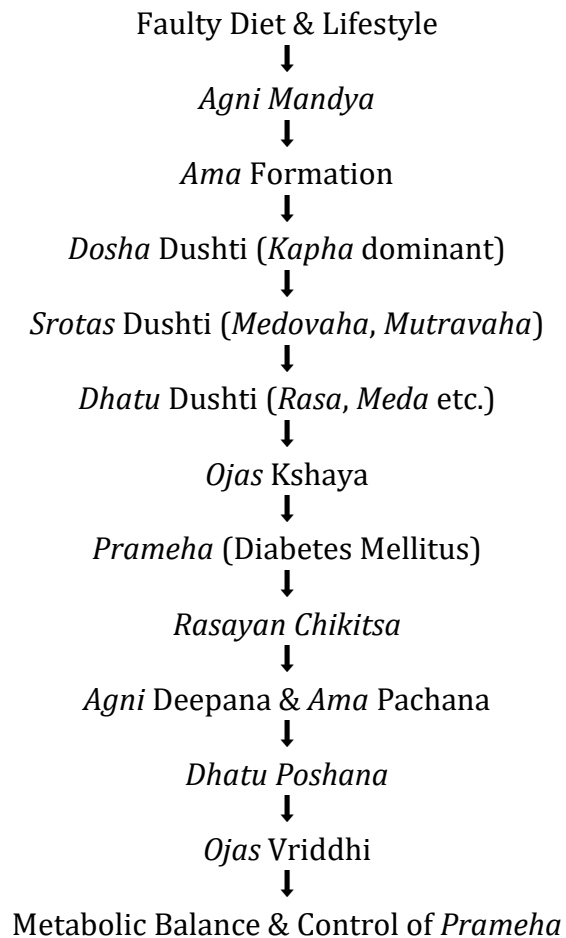 Faulty Diet & Lifestyle
Agni Mandya
Ama Formation
Dosha Dushti (Kapha dominant)
Srotas Dushti (Medovaha, Mutravaha)
Dhatu Dushti (Rasa, Meda etc.)
Ojas Kshaya
Prameha (Diabetes Mellitus)
Rasayan Chikitsa
Agni Deepana & Ama Pachana
Dhatu Poshana
Ojas Vriddhi
Metabolic Balance & Control of Prameha